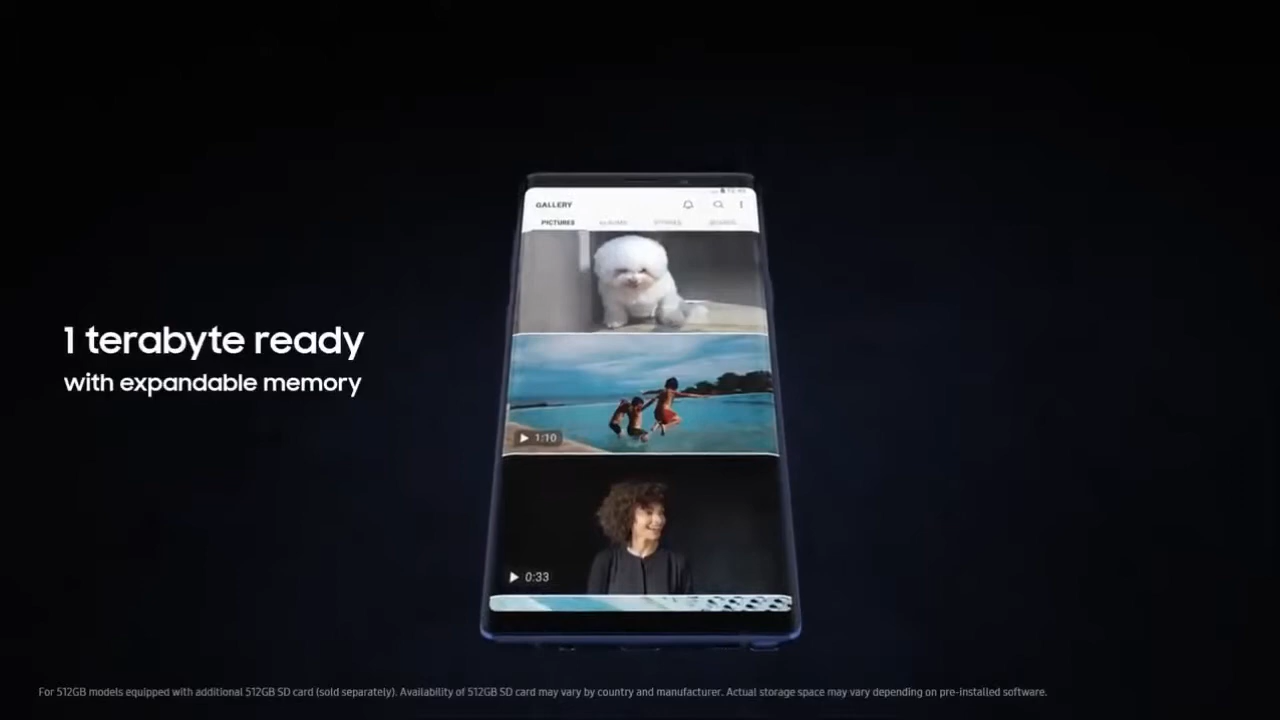 GALLERY
PICTURES
1 terabyte ready
with expandable memory
1:10
0:33
For 512GB models equipped with additional 512GB SD card (sold separately). Availability of 512GB SD card may vary by country and manufacturer. Actual storage space may vary depending on pre-installed software.